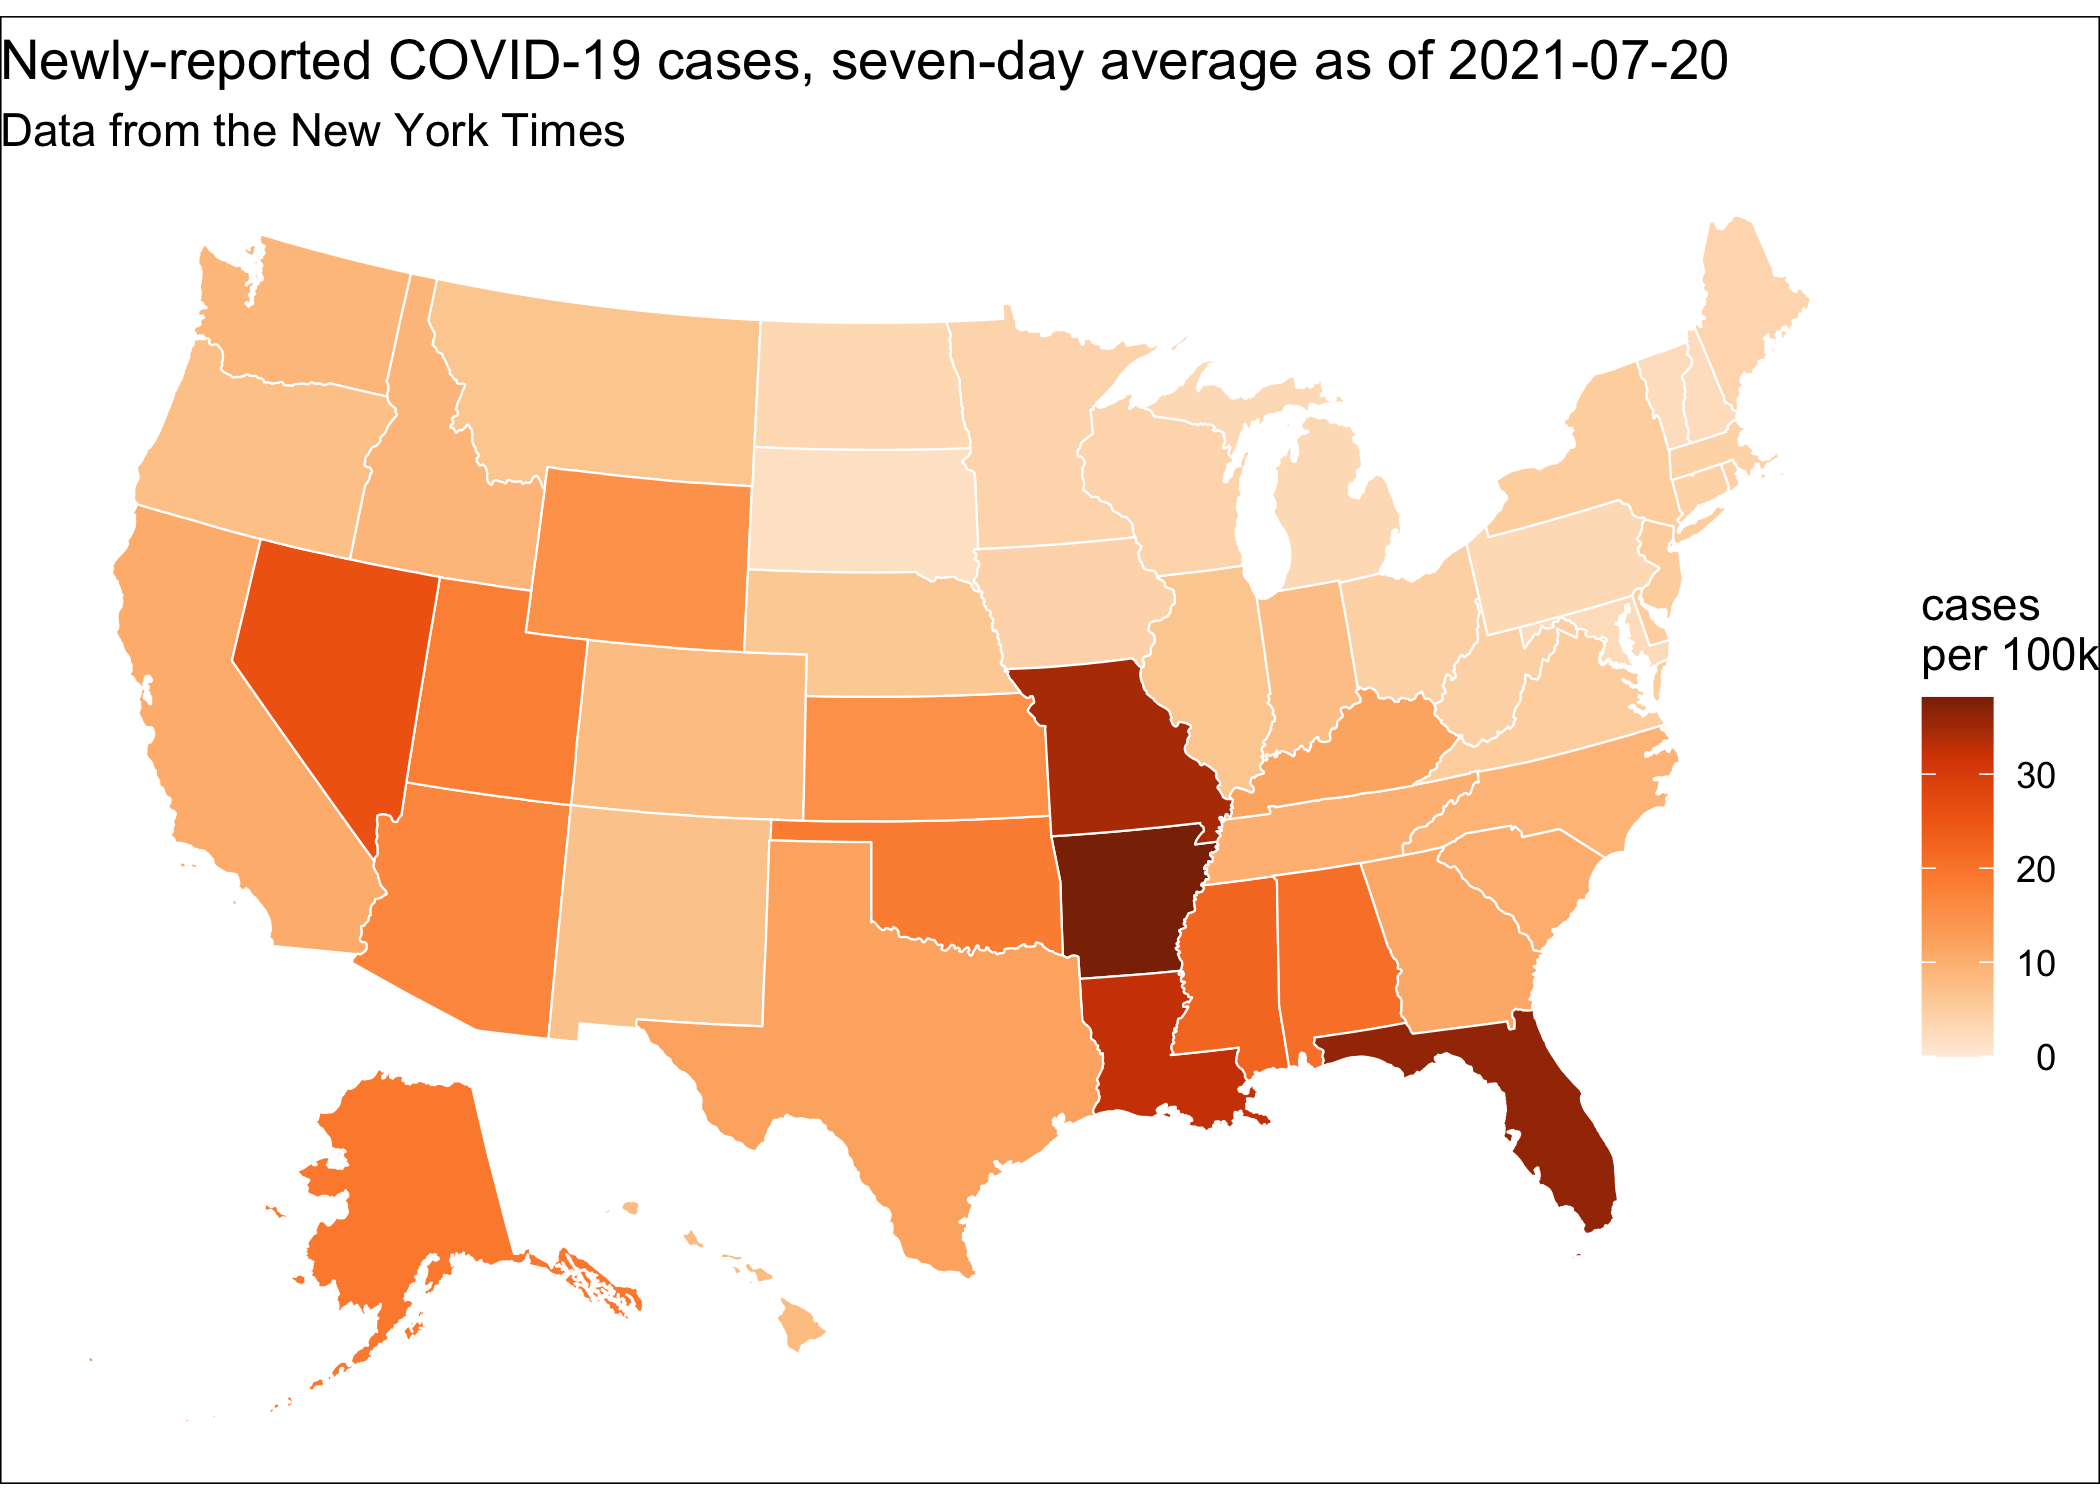 Newly-reported COVID-19 cases, seven-day average as of 2021-07-20
Data from the New York Times
cases
per 100k
30
20
10
0